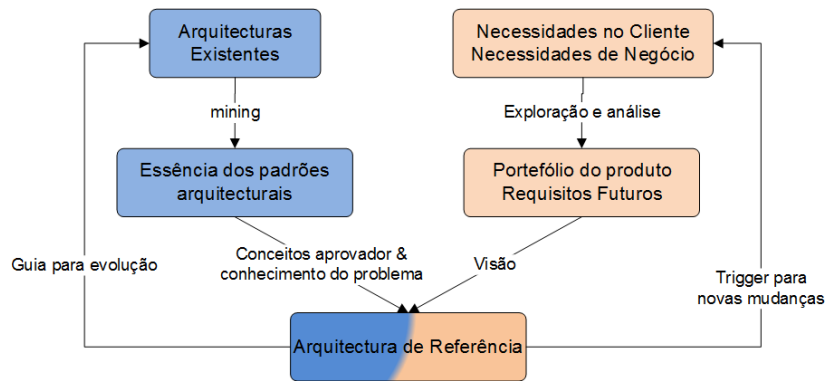 Arquitecturas
Existentes
Necessidades no Cliente
Necessidades de Negócio
mining
Exploração e análise
Essência dos padrões
arquitecturais
Portefólio do produto
Requisitos Futuros
Guia para evolução
Conceitos aprovador &
conhecimento do problema
Visão
Trigger para
novas mudanças
Arquitectura de Referência